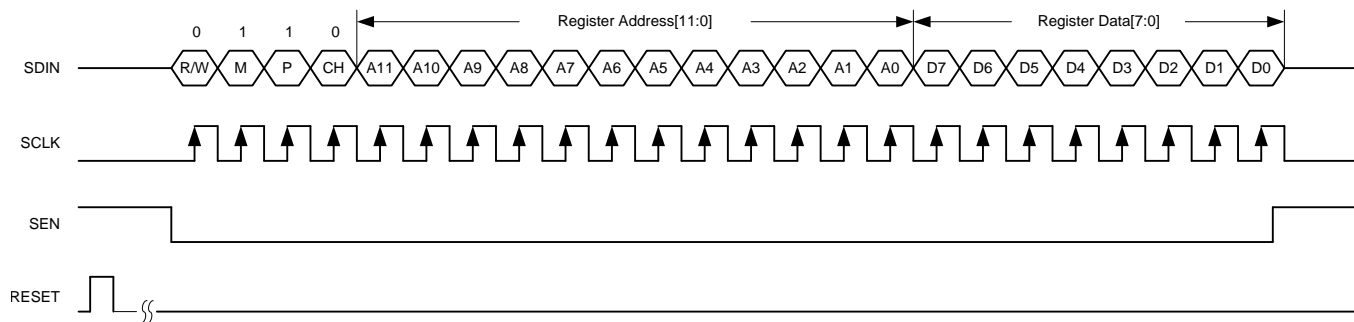 Register Address[11:0] Register Data[7:0]
0 1 1 0
SDIN R/W M P CH A11 A10 A9 A8 A7 A6 A5 A4 A3 A2 A1 A0 D7 D6 D5 D4 D3 D2 D1 D0
SCLK
SEN
RESET